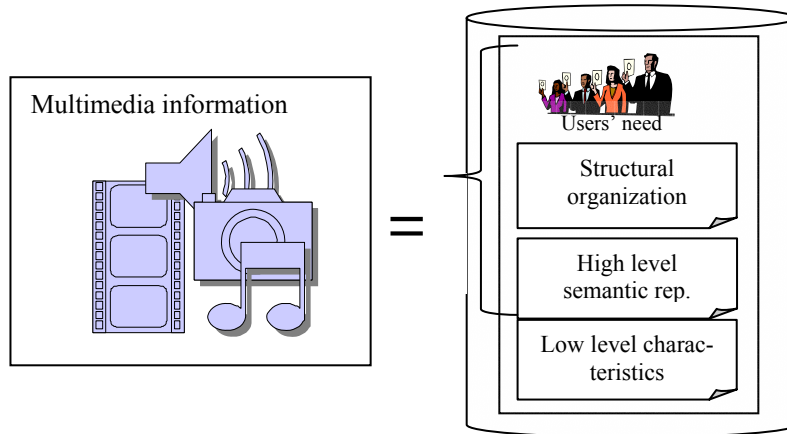 Multimedia information
=
Users’ need
Structural
organization
High level
semantic rep.
Low level charac-
teristics